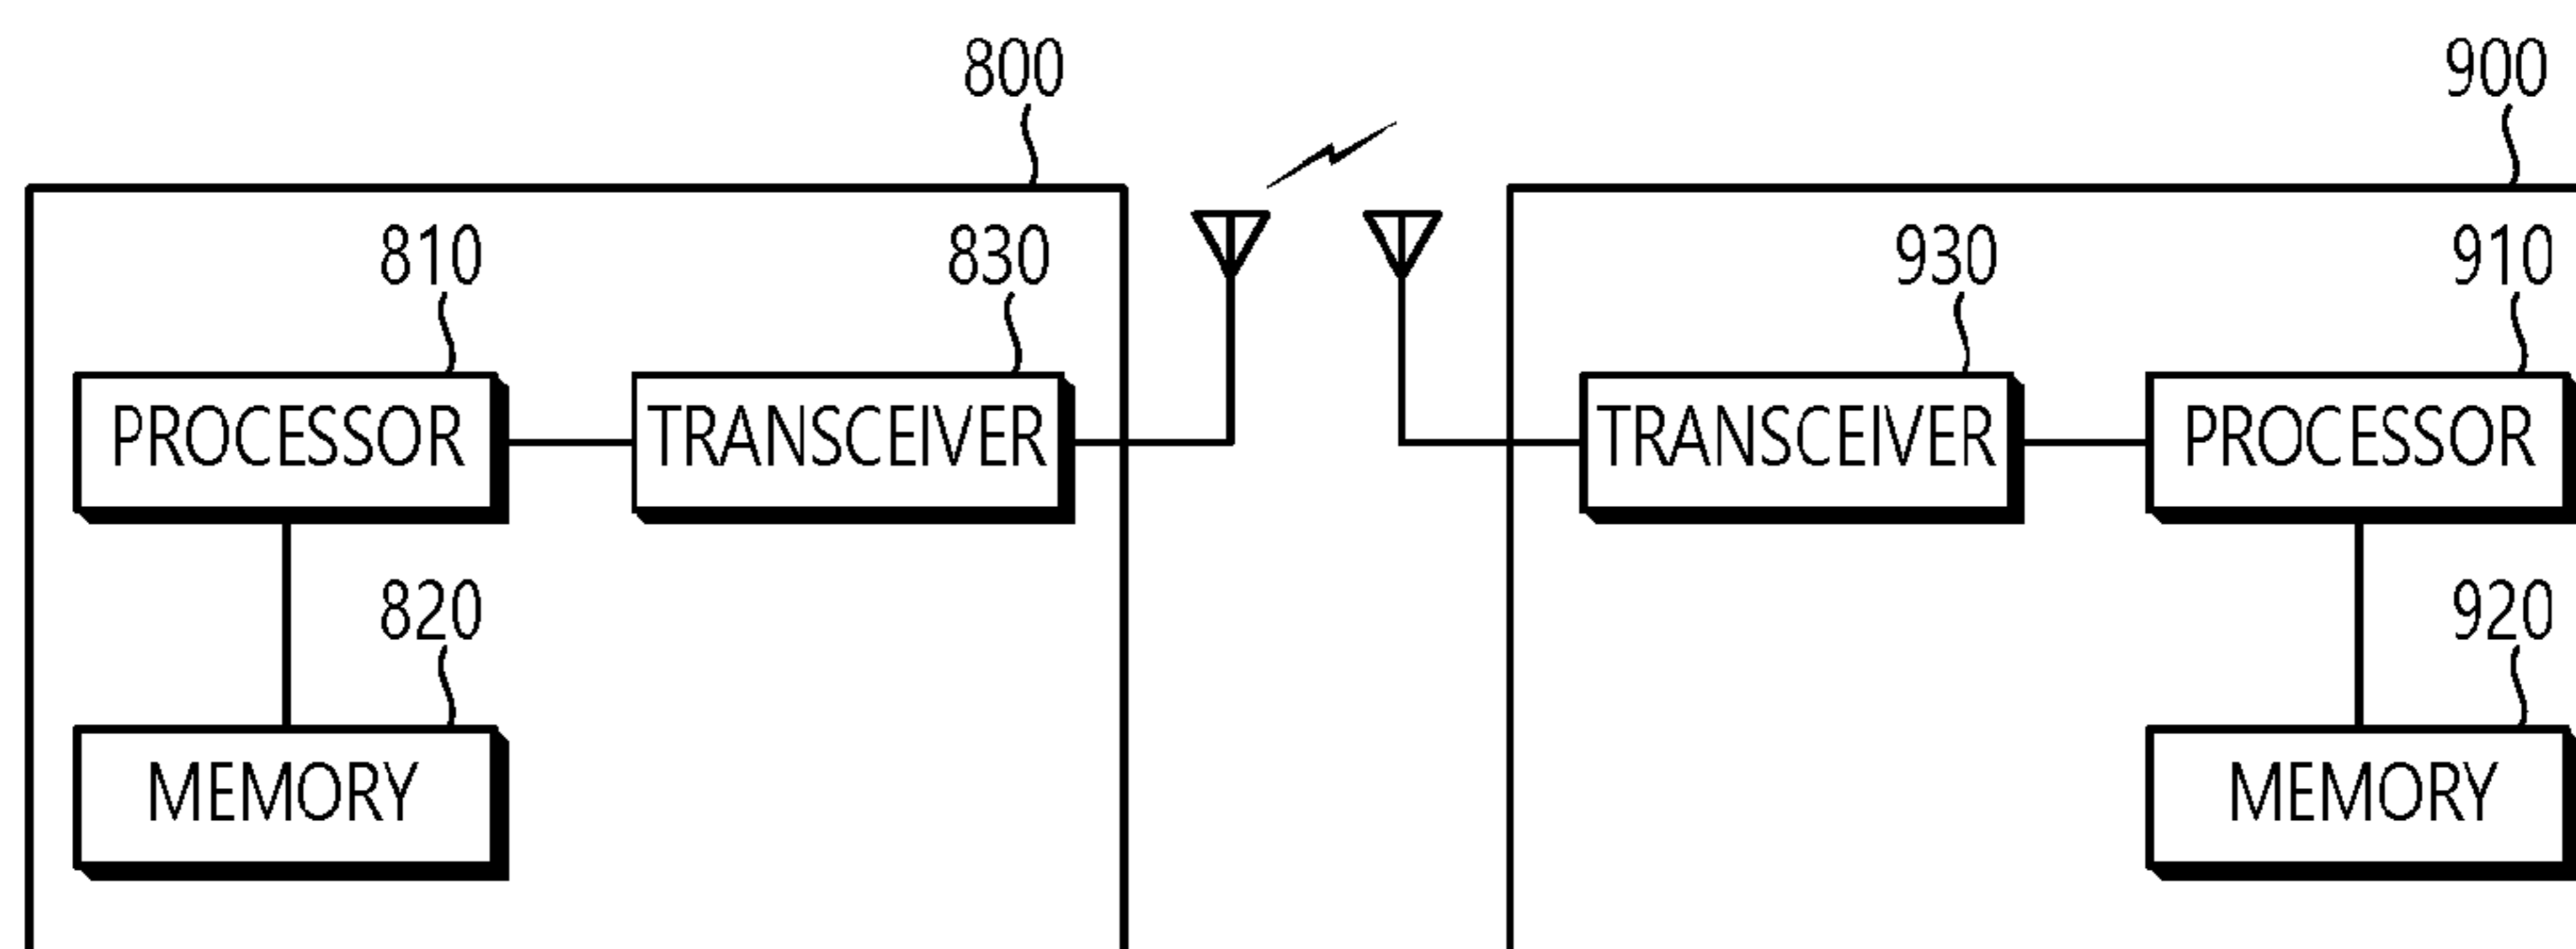 800 900
810 830 930 910
PROCESSOR TRANSCEIVER TRANSCEIVER PROCESSOR
820 920
MEMORY MEMORY